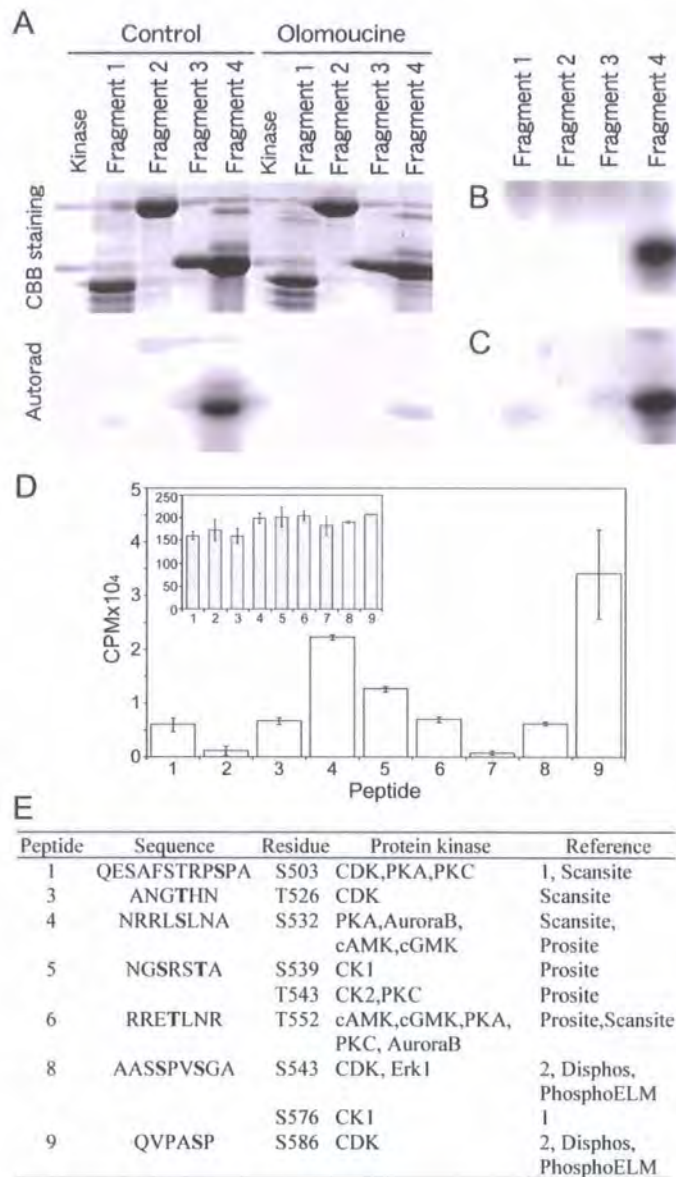 A
Control Olomoucine
Kinase Fragment 1 Fragment 2 Fragment 3 Fragment 4 Kinase Fragment 1 Fragment 2 Fragment 3 Fragment 4
Fragment 1 Fragment 2 Fragment 3 Fragment 4
CBB staining
B
Autorad
C
D
CPMx10₄
5
4
3
2
1
0
250
200
150
100
50
0
1 2 3 4 5 6 7 8 9
1 2 3 4 5 6 7 8 9
Peptide
E
Peptide Sequence Residue Protein kinase Reference
1 QESAFSTRPSPA S503 CDK,PKA,PKC 1, Scansite
3 ANGTHN T526 CDK Scansite
4 NRRLSLNA S532 PKA,AuroraB, Scansite,
cAMK,cGMK Prosite
5 NGSRSTA S539 CK1 Prosite
T543 CK2,PKC Prosite
6 RRETLNR T552 cAMK,cGMK,PKA, Prosite,Scansite
PKC, AuroraB
8 AASSPVSGA S543 CDK, Erk1 2, Disphos,
PhosphoELM
S576 CK1 1
9 QVPASP S586 CDK 2, Disphos,
PhosphoELM